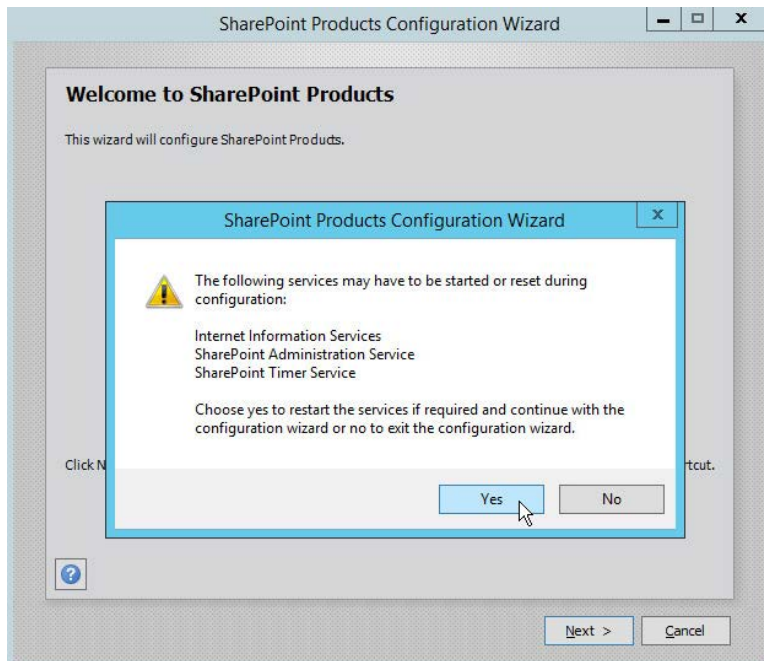 SharePoint Products Configuration Wizard
Welcome to SharePoint Products
This wizard will configure SharePoint Products.
SharePoint Products Configuration Wizard
The following services may have to be started or reset during
configuration:
Internet Information Services
SharePoint Administration Service
SharePoint Timer Service
Choose yes to restart the services if required and continue with the
configuration wizard or no to exit the configuration wizard.
Click N rtcut.
Yes No
Next > Cancel